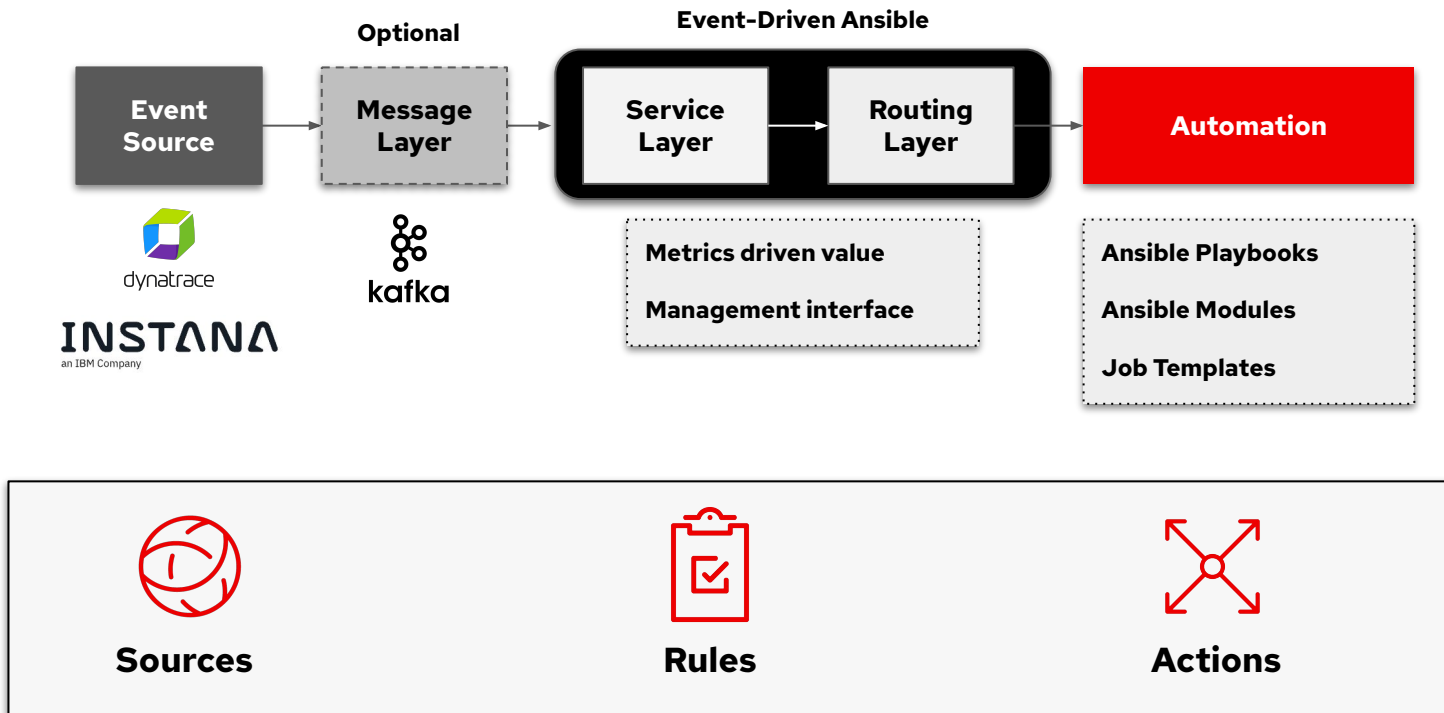 Optional
Event-Driven Ansible
Event
Source
Message
Layer
Service
Layer
Routing
Layer
Automation
dynatrace
INSTANA
an IBM Company
kafka
Metrics driven value
Management interface
Ansible Playbooks
Ansible Modules
Job Templates
Sources
Rules
Actions